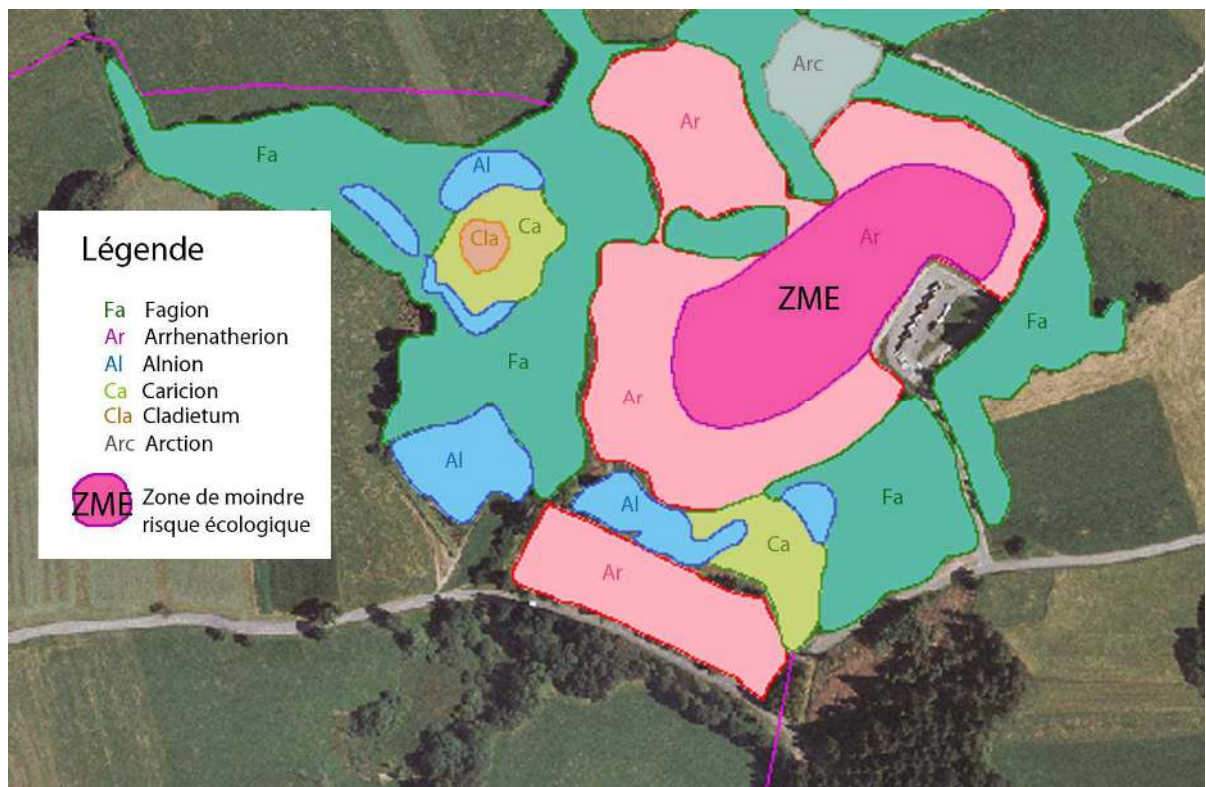 Arc
Ar
Fa
Al
Ca
Cla
Ar
ZME
Fa
Fa
Ar
Al
Fa
Al
Ca
Ar
Légende
Fa Fagion
Ar Arrhenatherion
Al Alnion
Ca Caricion
Cla Cladietum
Arc Arction
ZME Zone de moindre
risque écologique